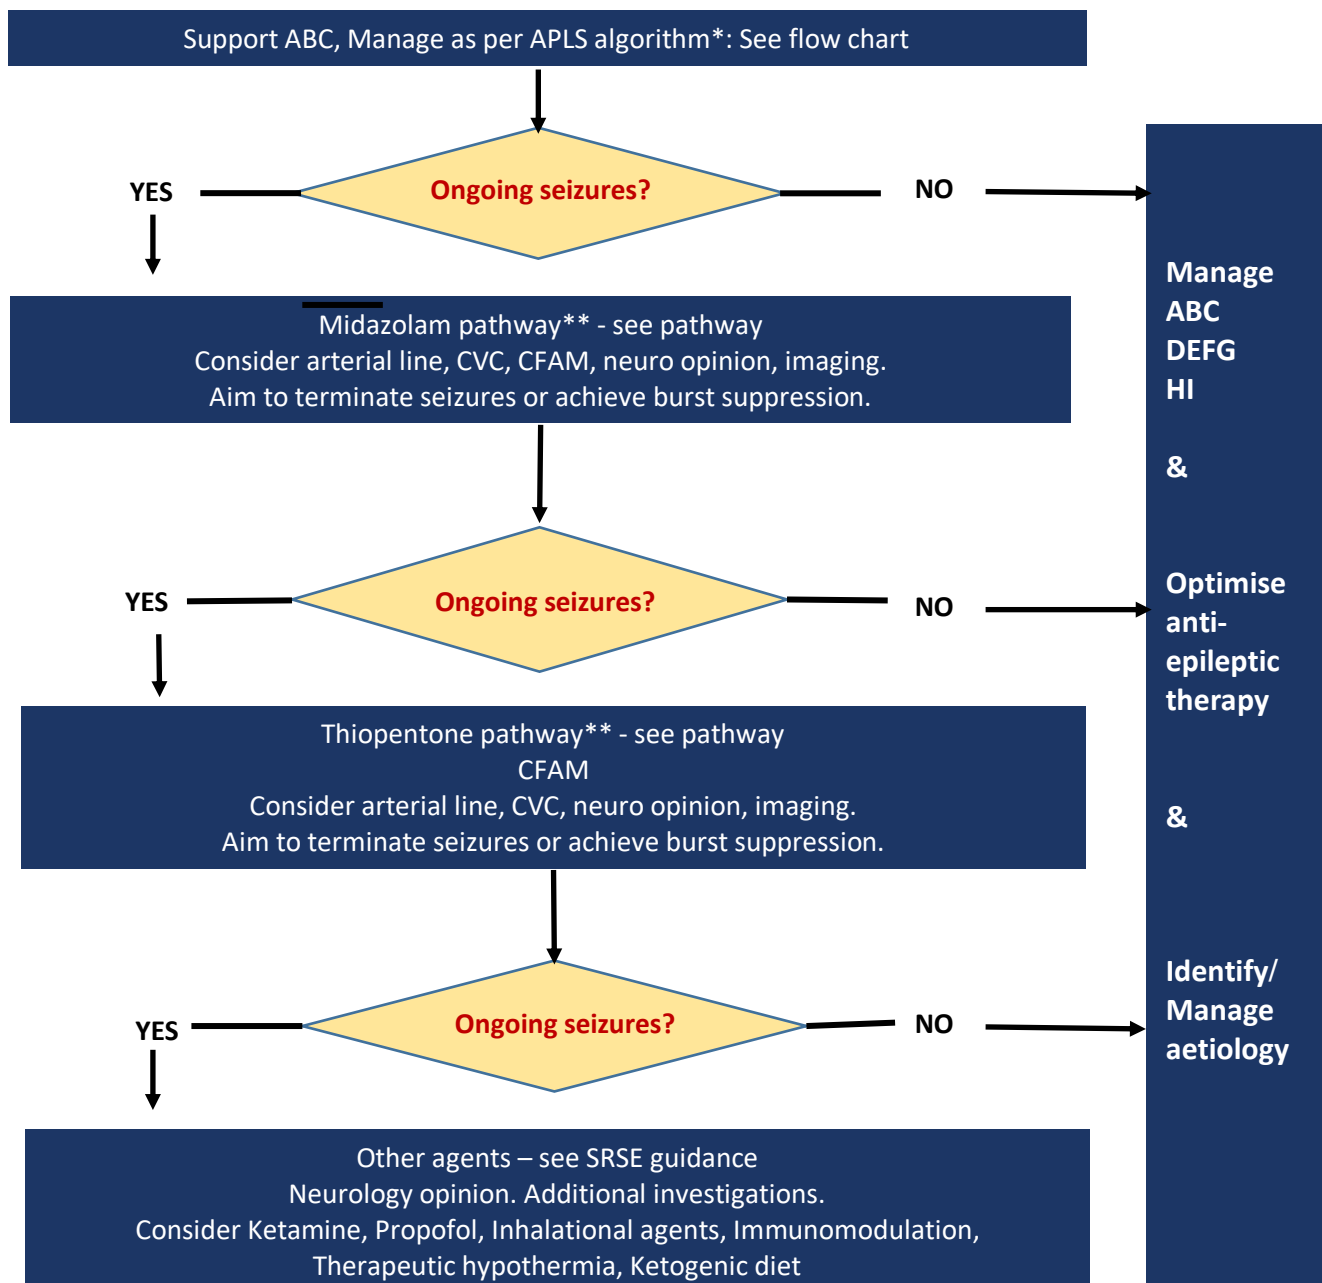 Support ABC, Manage as per APLS algorithm*: See flow chart
YES
Ongoing seizures?
NO
Midazolam pathway** - see pathway
Consider arterial line, CVC, CFAM, neuro opinion, imaging.
Aim to terminate seizures or achieve burst suppression.
YES
Ongoing seizures?
NO
Thiopentone pathway** - see pathway
CFAM
Consider arterial line, CVC, neuro opinion, imaging.
Aim to terminate seizures or achieve burst suppression.
YES
Ongoing seizures?
NO
Other agents – see SRSE guidance
Neurology opinion. Additional investigations.
Consider Ketamine, Propofol, Inhalational agents, Immunomodulation,
Therapeutic hypothermia, Ketogenic diet
Manage
ABC
DEFG
HI
&
Optimise
anti-
epileptic
therapy
&
Identify/
Manage
aetiology